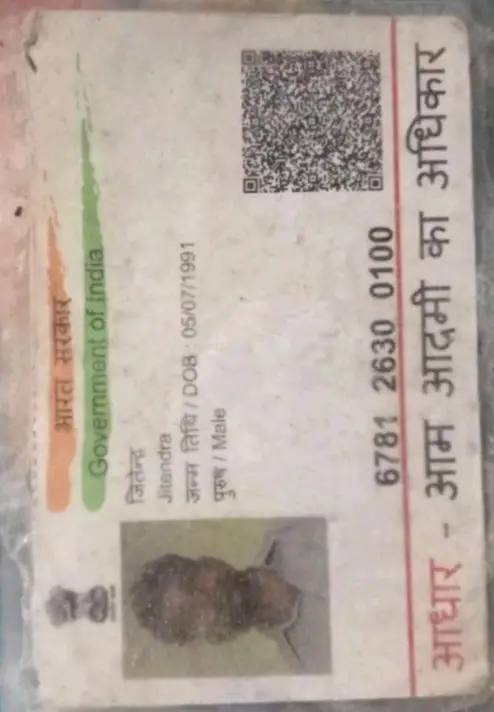 भारत सरकार
Government of India
जितेन्द्र
Jitendra
जन्म तिथि / DOB : 05/07/1991
पुरुष / Male
6781 2630 0100
आधार - आम आदमी का अधिकार